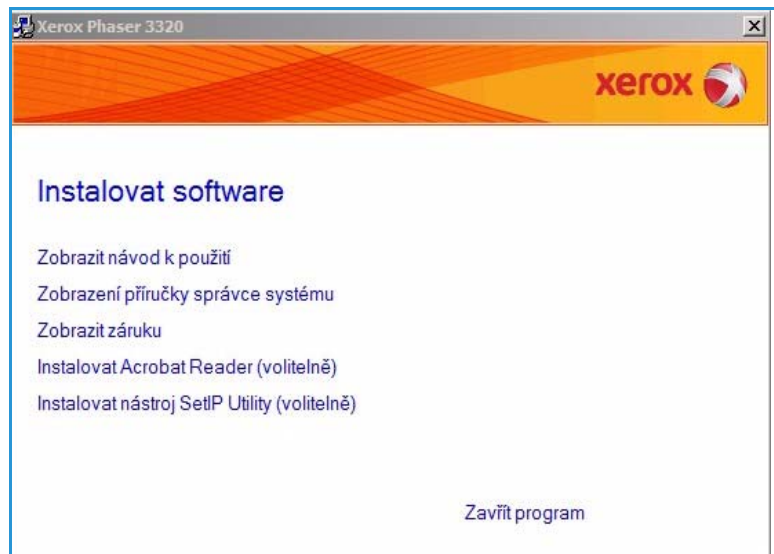 Xerox Phaser 3320
xerox
Instalovat software
Zobrazit návod k použití
Zobrazení příručky správce systému
Zobrazit záruku
Instalovat Acrobat Reader (volitelně)
Instalovat nástroj SetIP Utility (volitelně)
Zavřít program